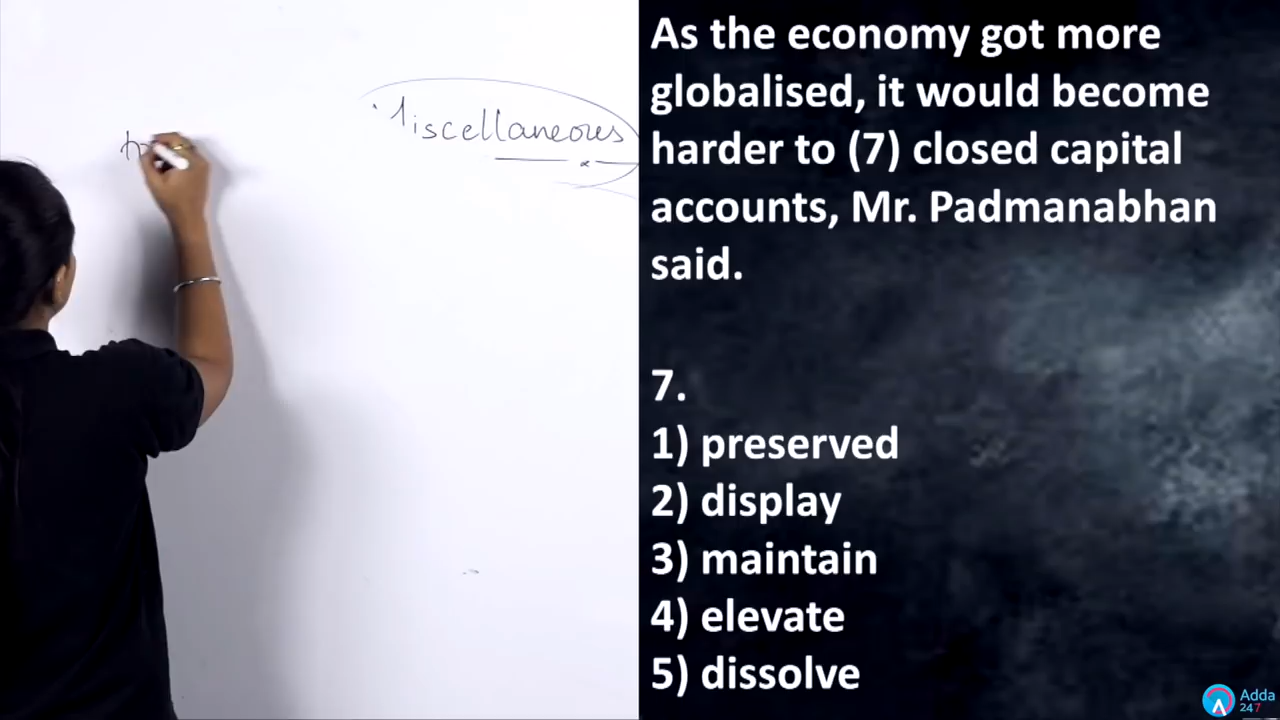 iscellaneous
As the economy got more
globalised, it would become
harder to (7) closed capital
accounts, Mr. Padmanabhan
said.
7.
1) preserved
2) display
3) maintain
4) elevate
5) dissolve
Adda
247